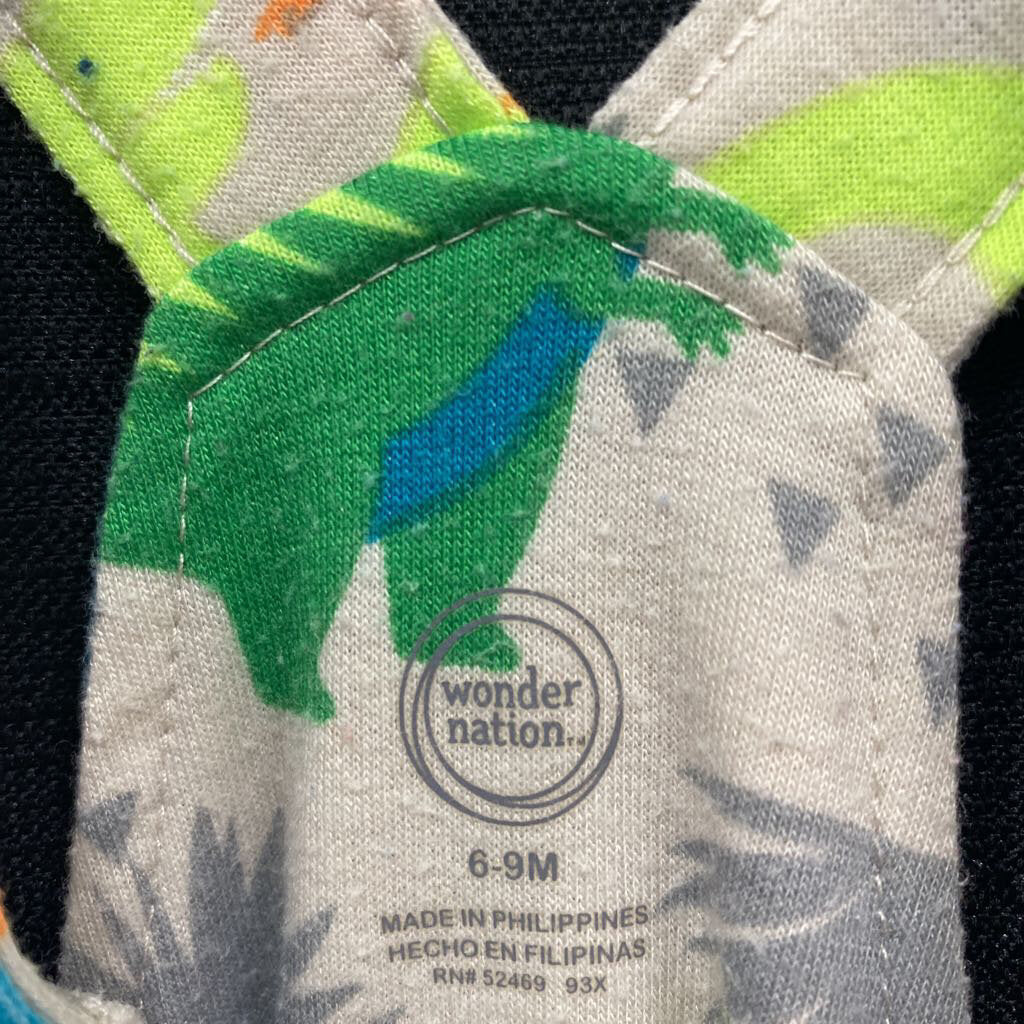 wonder
nation
6-9M
MADE IN PHILIPPINES
HECHO EN FILIPINAS
RN# 52469 93X